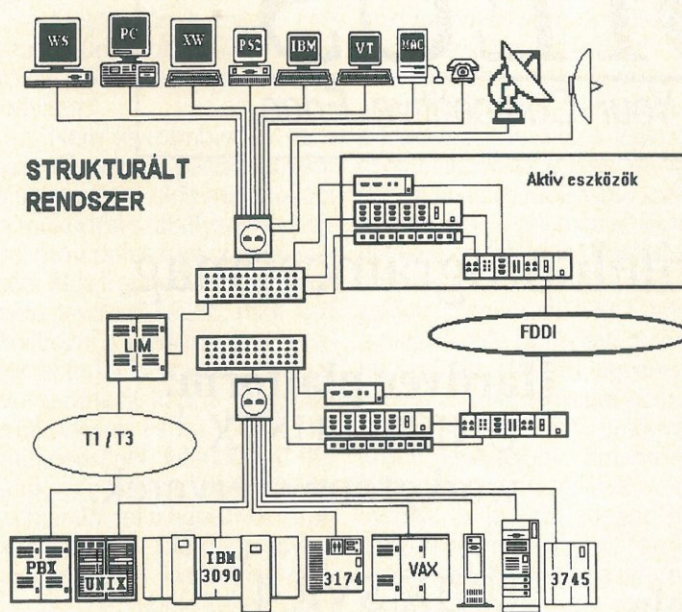 WS PC XW PS2 IBM VT MAC
STRUKTURÁLT
RENDSZER
Aktív eszközök
LIM
FDDI
T1 / T3
PBX UNIX IBM
3090 3174 VAX 3745